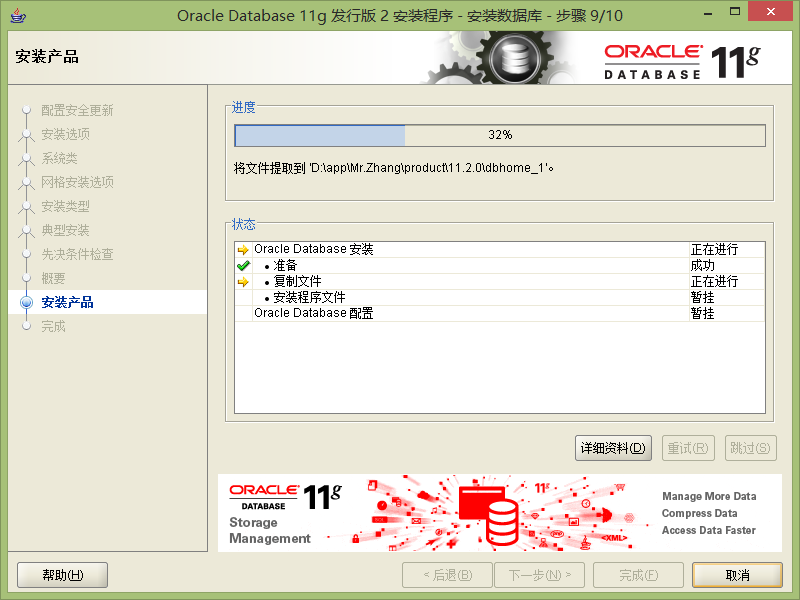 Oracle Database 11g 发行版 2 安装程序 - 安装数据库 - 步骤 9/10
安装产品
ORACLE
DATABASE 11g
配置安全更新
安装选项
系统类
网格安装选项
安装类型
典型安装
先决条件检查
概要
安装产品
完成
进度
32%
将文件提取到 'D:\app\Mr.Zhang\product\11.2.0\dbhome_1'。
状态
Oracle Database 安装 正在进行
• 准备 成功
• 复制文件 正在进行
• 安装程序文件 暂挂
Oracle Database 配置 暂挂
详细资料(D) 重试(R) 跳过(S)
ORACLE
DATABASE 11g
Storage
Management
11g
<XML>
Manage More Data
Compress Data
Access Data Faster
帮助(H) < 后退(B) 下一步(N) > 完成(F) 取消